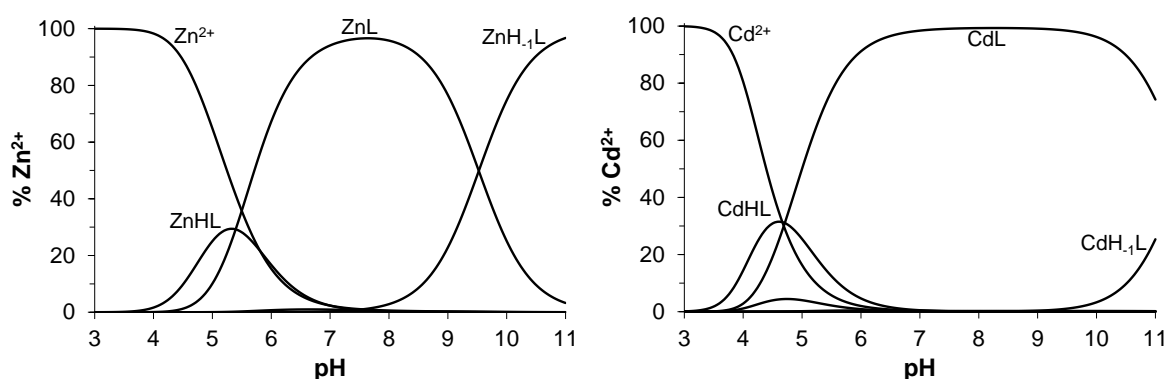 100
80
60
40
20
0
% Zn²⁺
Zn²⁺
ZnL
ZnH₋₁L
ZnHL
3 4 5 6 7 8 9 10 11
pH
100
80
60
40
20
0
% Cd²⁺
Cd²⁺
CdL
CdHL
CdH₋₁L
3 4 5 6 7 8 9 10 11
pH